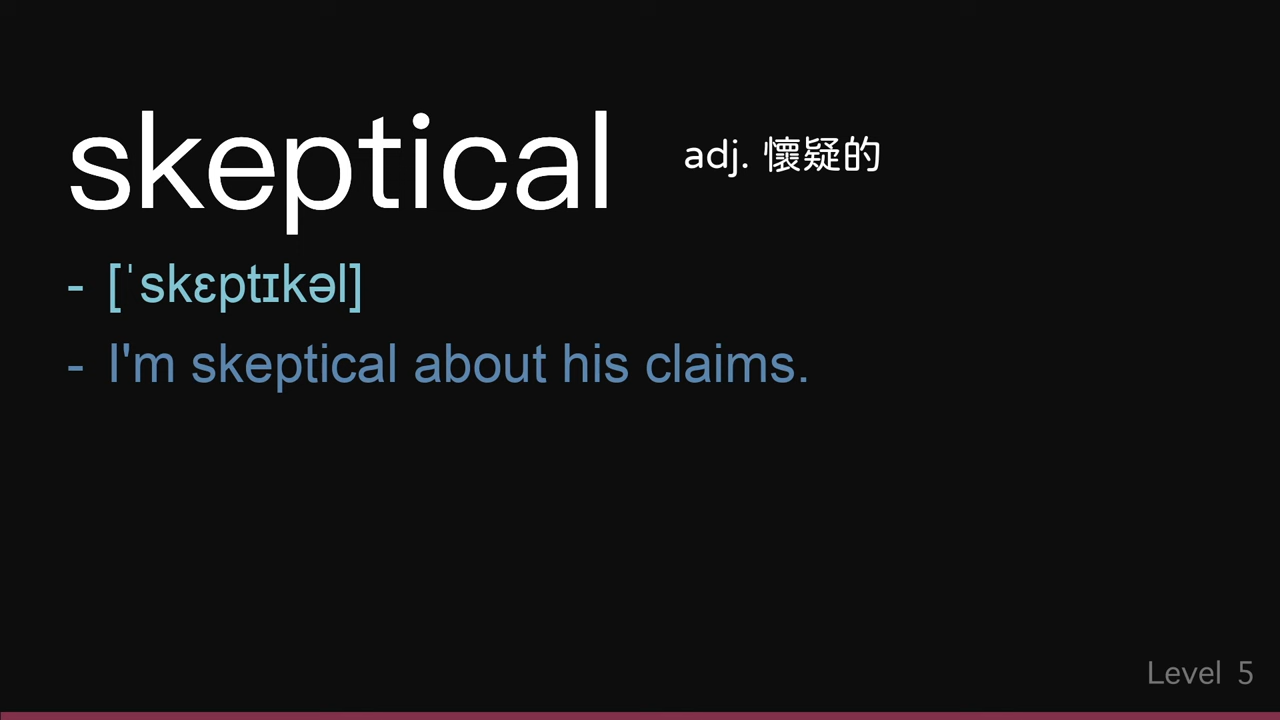 skeptical adj. 懷疑的
- [ˈskɛptɪkəl]
- I'm skeptical about his claims.
Level 5